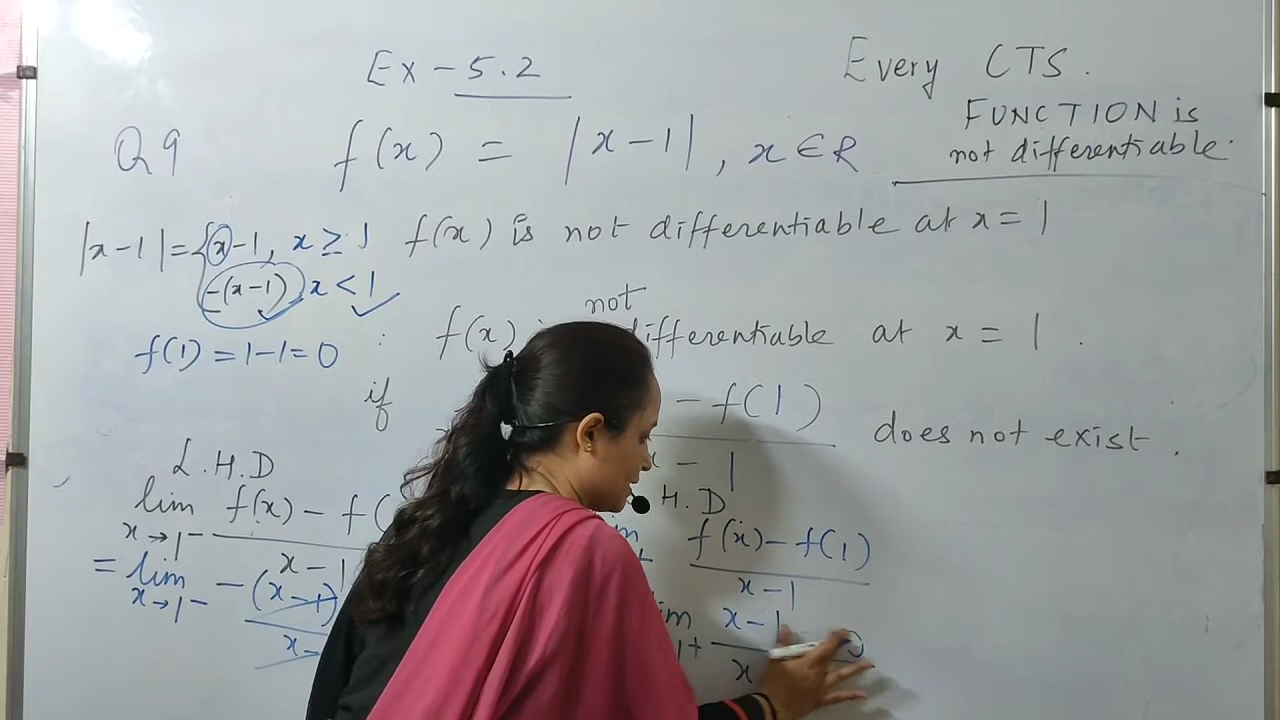 Ex - 5.2
Every CTS.
FUNCTION is
not differentiable.
Q9 f(x) = |x-1|, x ∈ R
|x-1| = { x-1, x ≥ 1
-(x-1) x < 1
f(x) is not differentiable at x = 1
f(1) = 1-1 = 0
not
: f(x) differentiable at x = 1.
if - f(1)
x - 1
does not exist.
L.H.D
lim x→1- f(x) - f(
x-1
= lim x→1- -(x-1)
x-
H.D
f(x) - f(1)
x-1
x-1
1+ x